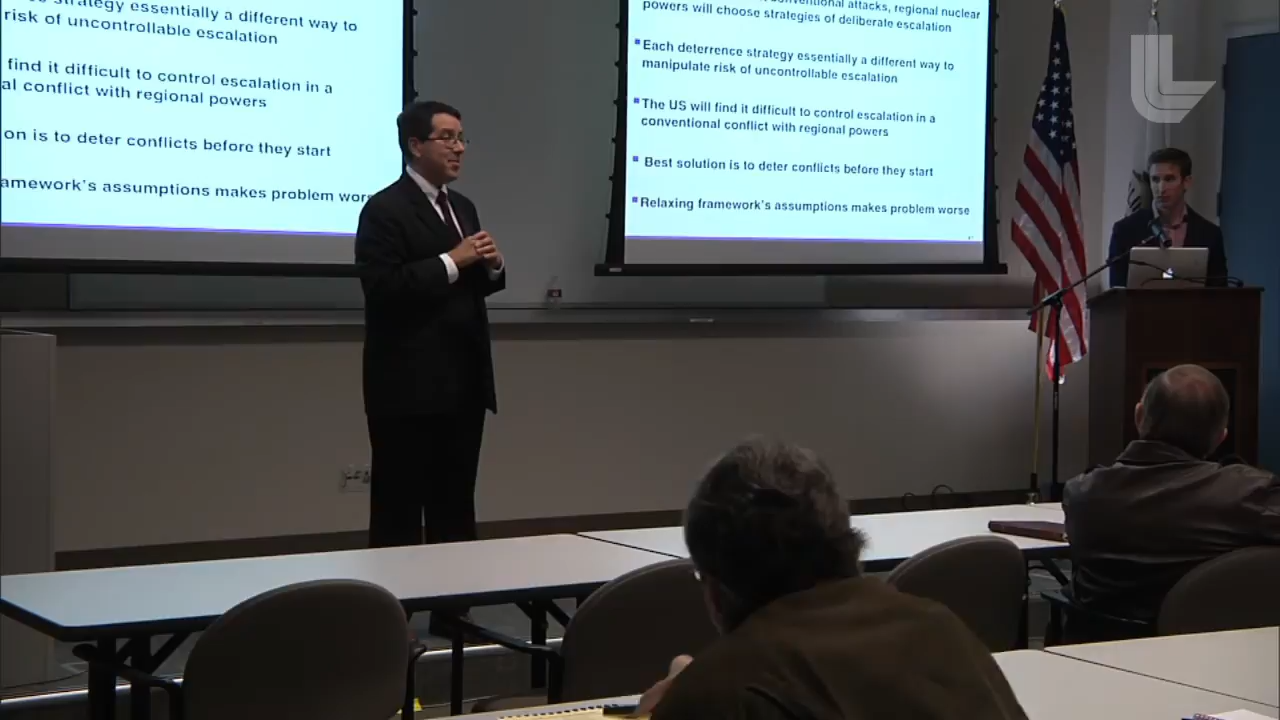 strategy essentially a different way to
risk of uncontrollable escalation
find it difficult to control escalation in a
al conflict with regional powers
on is to deter conflicts before they start
amework's assumptions makes problem worse
conventional attacks, regional nuclear
powers will choose strategies of deliberate escalation
Each deterrence strategy essentially a different way to
manipulate risk of uncontrollable escalation
The US will find it difficult to control escalation in a
conventional conflict with regional powers
Best solution is to deter conflicts before they start
Relaxing framework's assumptions makes problem worse